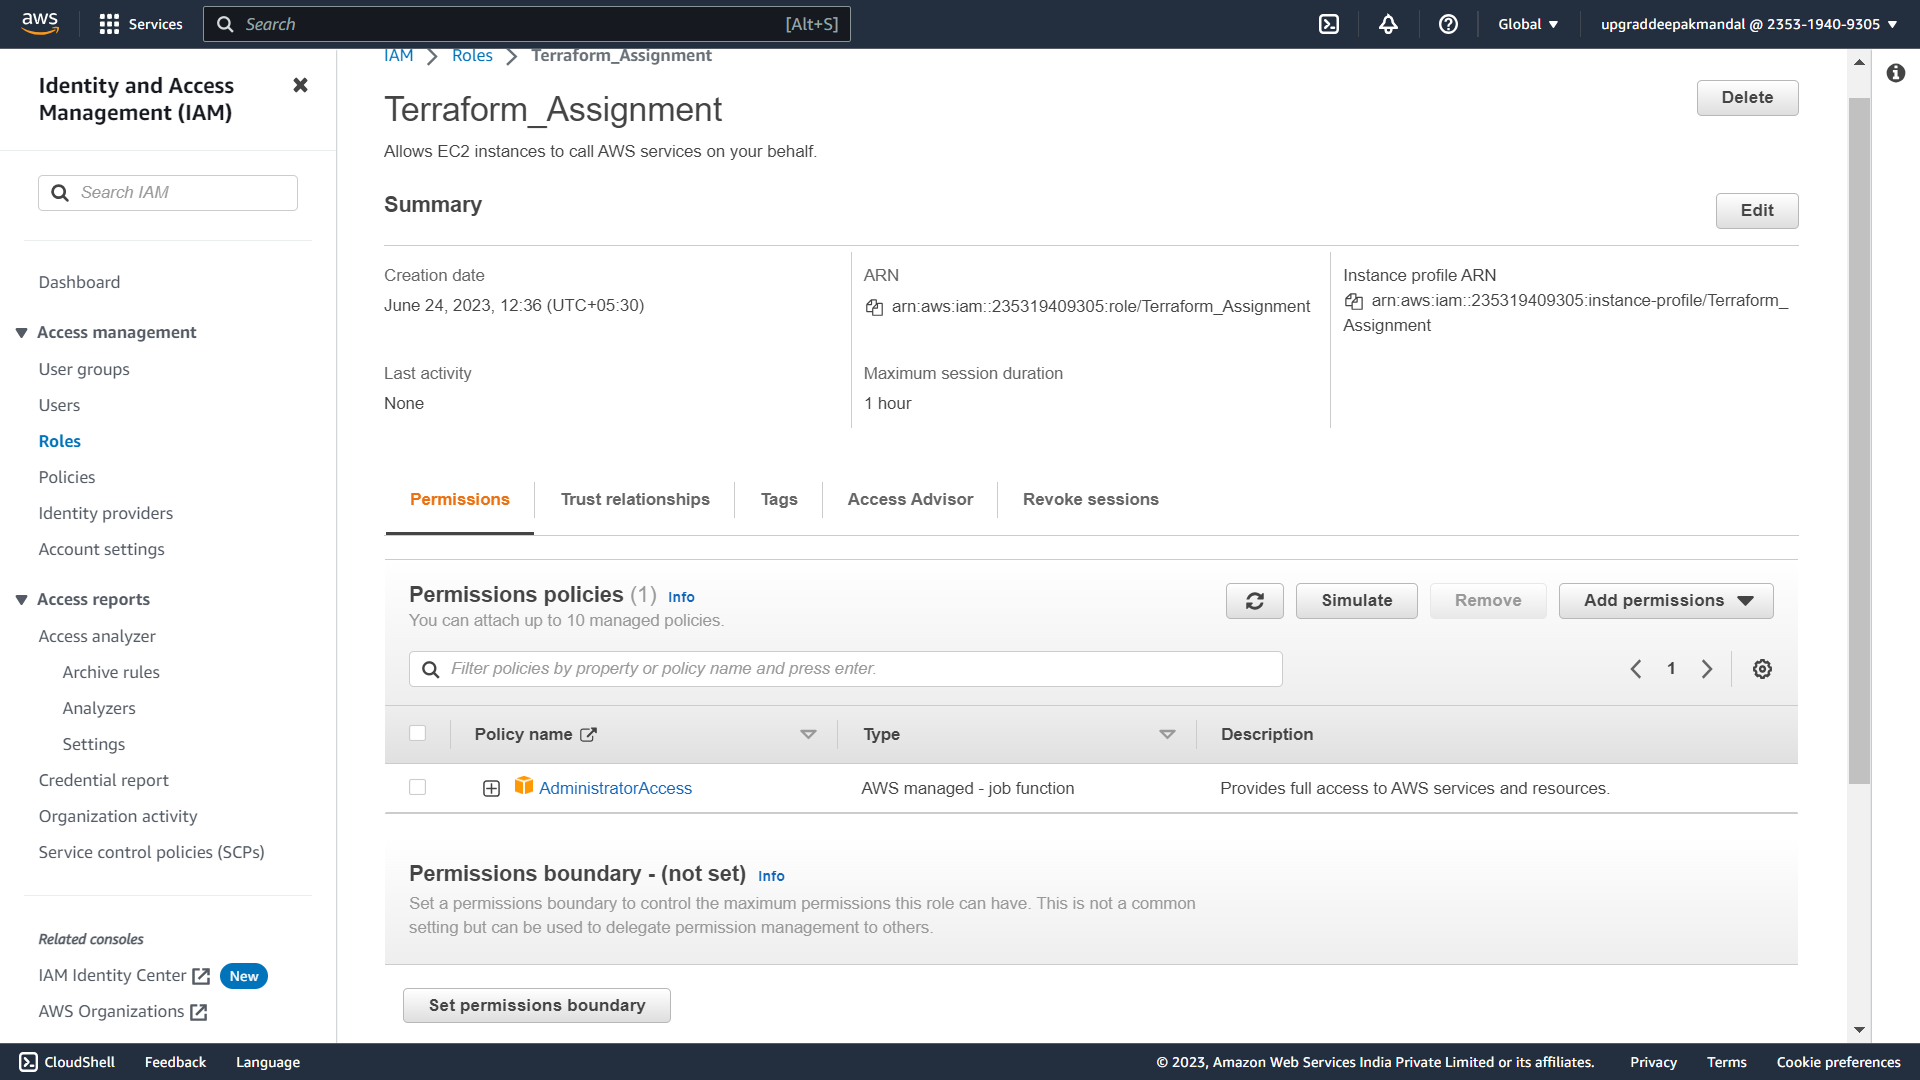 aws
Services
Search
[Alt+S]
Global
upgraddeepakmandal @ 2353-1940-9305
Identity and Access
Management (IAM)
Search IAM
Dashboard
Access management
User groups
Users
Roles
Policies
Identity providers
Account settings
Access reports
Access analyzer
Archive rules
Analyzers
Settings
Credential report
Organization activity
Service control policies (SCPs)
Related consoles
IAM Identity Center New
AWS Organizations
IAM > Roles > Terraform_Assignment
Terraform_Assignment
Delete
Allows EC2 instances to call AWS services on your behalf.
Summary
Edit
Creation date
June 24, 2023, 12:36 (UTC+05:30)
ARN
arn:aws:iam::235319409305:role/Terraform_Assignment
Instance profile ARN
arn:aws:iam::235319409305:instance-profile/Terraform_
Assignment
Last activity
None
Maximum session duration
1 hour
Permissions
Trust relationships
Tags
Access Advisor
Revoke sessions
Permissions policies (1) Info
You can attach up to 10 managed policies.
Simulate
Remove
Add permissions
Filter policies by property or policy name and press enter.
1
Policy name
Type
Description
AdministratorAccess
AWS managed - job function
Provides full access to AWS services and resources.
Permissions boundary - (not set) Info
Set a permissions boundary to control the maximum permissions this role can have. This is not a common
setting but can be used to delegate permission management to others.
Set permissions boundary
CloudShell
Feedback
Language
© 2023, Amazon Web Services India Private Limited or its affiliates.
Privacy
Terms
Cookie preferences